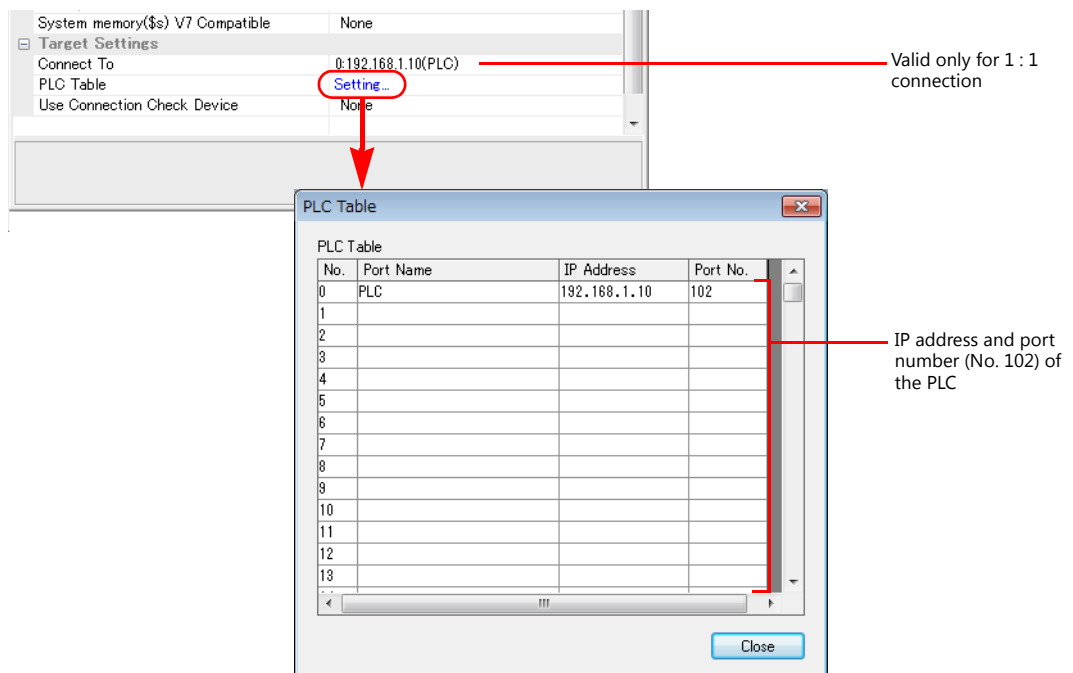 System memory($s) V7 Compatible None
Target Settings
Connect To 0:192.168.1.10(PLC)
Valid only for 1 : 1
connection
PLC Table Setting...
Use Connection Check Device None
PLC Table
PLC Table
No. Port Name IP Address Port No.
0 PLC 192.168.1.10 102
1
2
3
4
5
6
7
8
9
10
11
12
13
IP address and port
number (No. 102) of
the PLC
Close